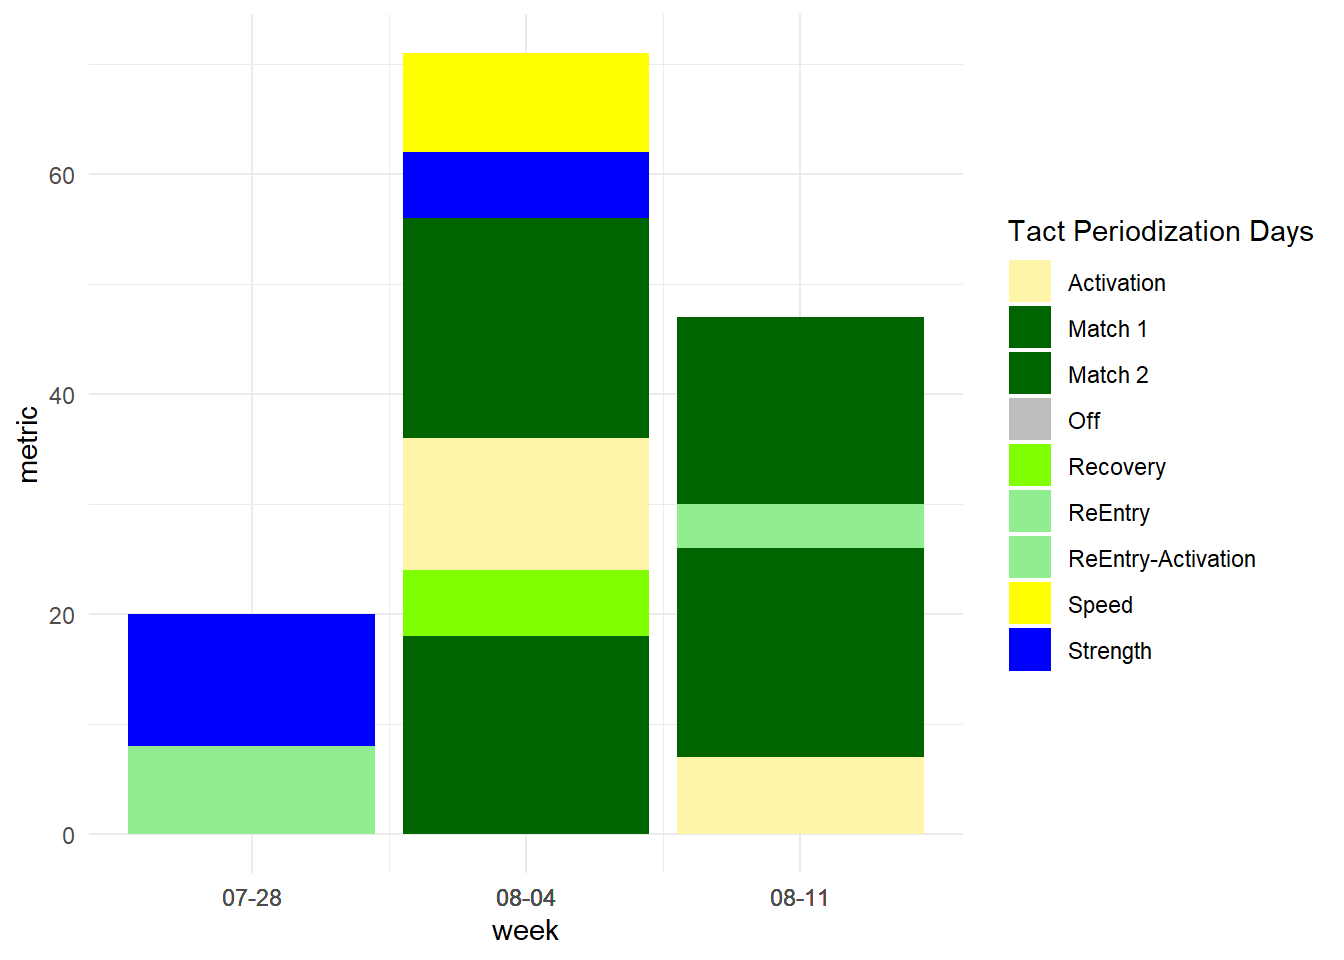 60
40
20
0
metric
07-28
08-04
08-11
week
Tact Periodization Days
Activation
Match 1
Match 2
Off
Recovery
ReEntry
ReEntry-Activation
Speed
Strength